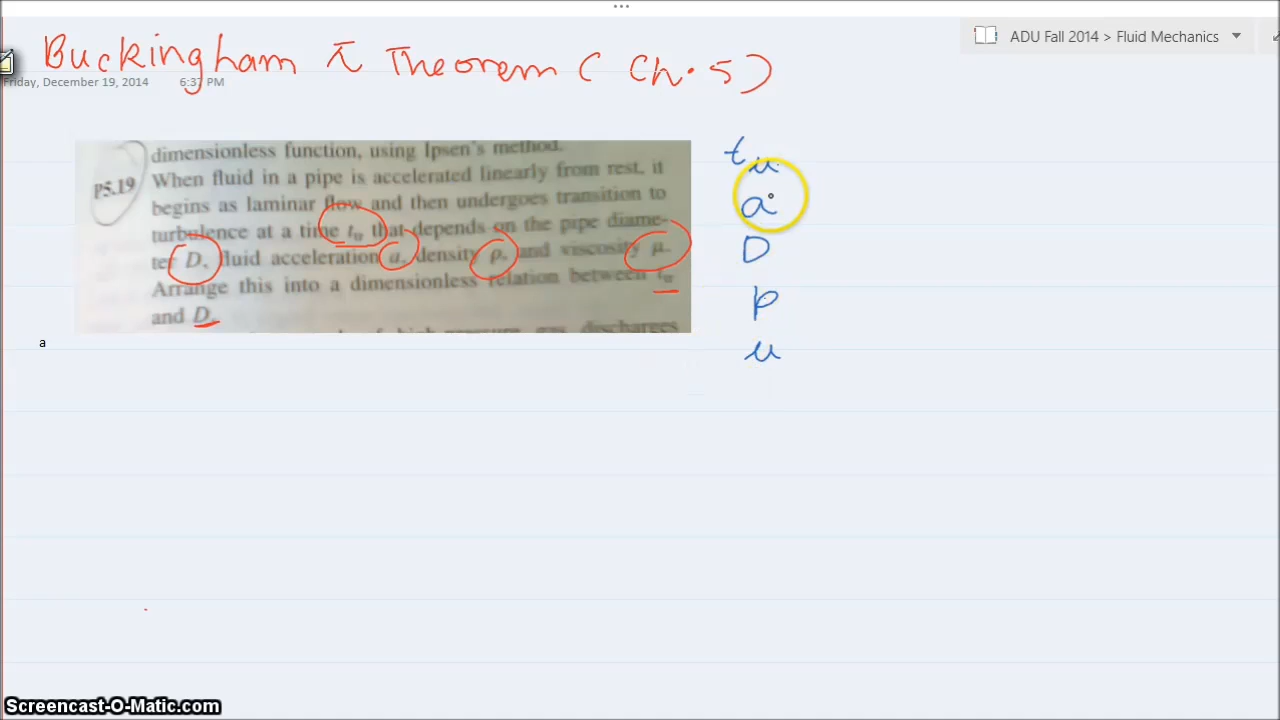 ADU Fall 2014 > Fluid Mechanics
Buckingham π Theorem ( Ch. 5 )
Friday, December 19, 2014 6:37 PM
dimensionless function, using Ipsen's method.
P5.19 When fluid in a pipe is accelerated linearly from rest, it
begins as laminar flow and then undergoes transition to
turbulence at a time t_tr that depends on the pipe diame-
ter D, fluid acceleration a, density ρ, and viscosity μ.
Arrange this into a dimensionless relation between t_tr
and D.
discharges
t_u
a
D
ρ
μ
a
Screencast-O-Matic.com